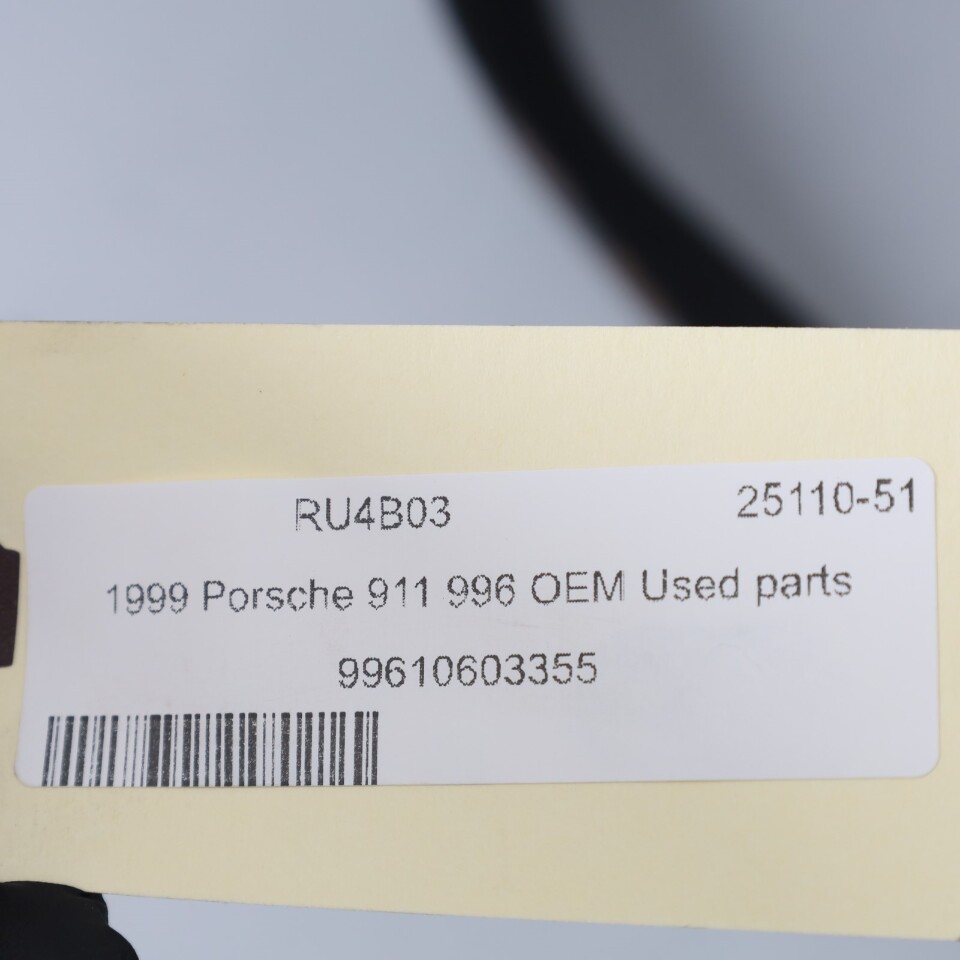 RU4B03 25110-51
1999 Porsche 911 996 OEM Used parts
99610603355